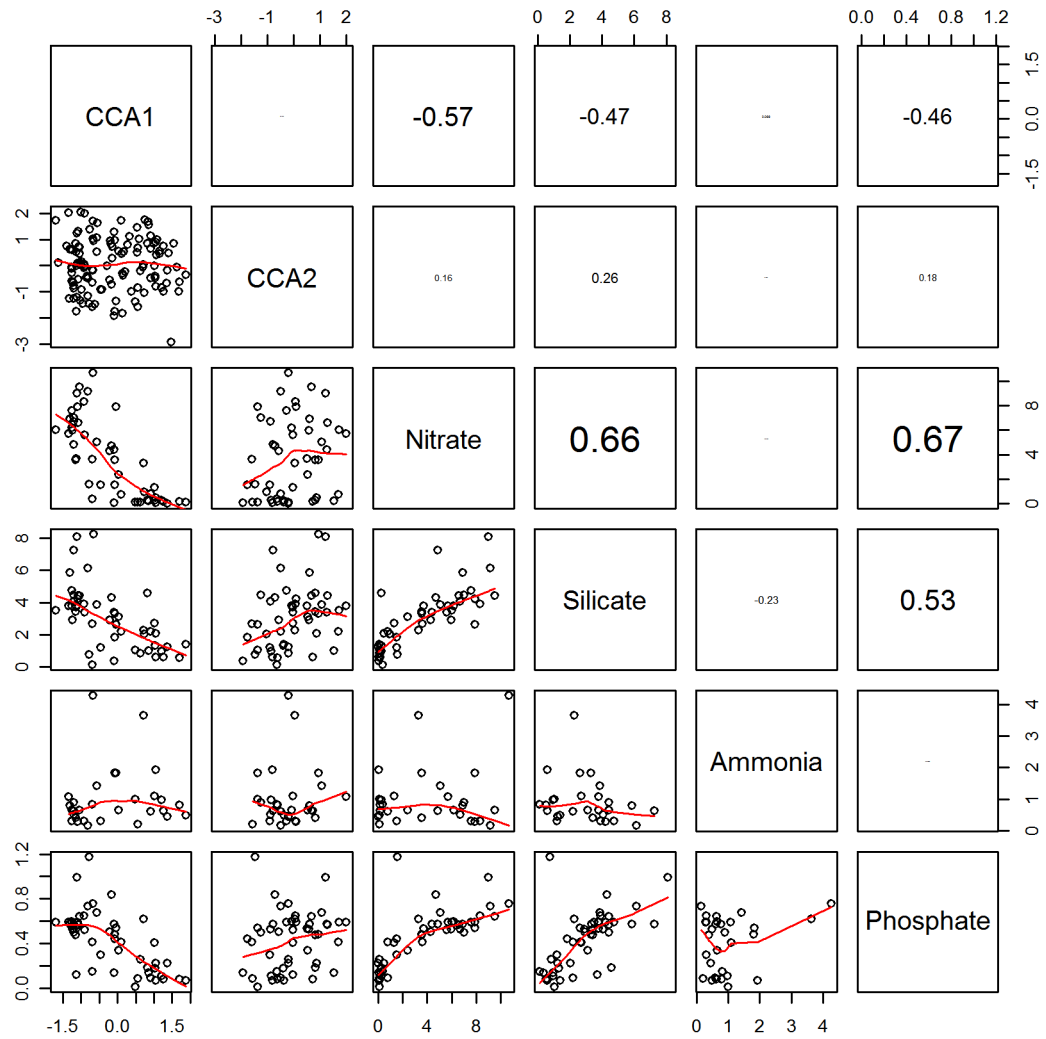 -3 -1 1 2 0 2 4 6 8 0.0 0.4 0.8 1.2
CCA1 -0.57 -0.47 -0.46
-1.5 0.0 1.5
-3 -1 1 2
CCA2 0.16 0.26 0.18
Nitrate 0.66 0.67
0 4 8
0 2 4 6 8
Silicate -0.23 0.53
Ammonia
0 1 2 3 4
0.0 0.4 0.8 1.2
Phosphate
-1.5 0.0 1.5 0 4 8 0 1 2 3 4